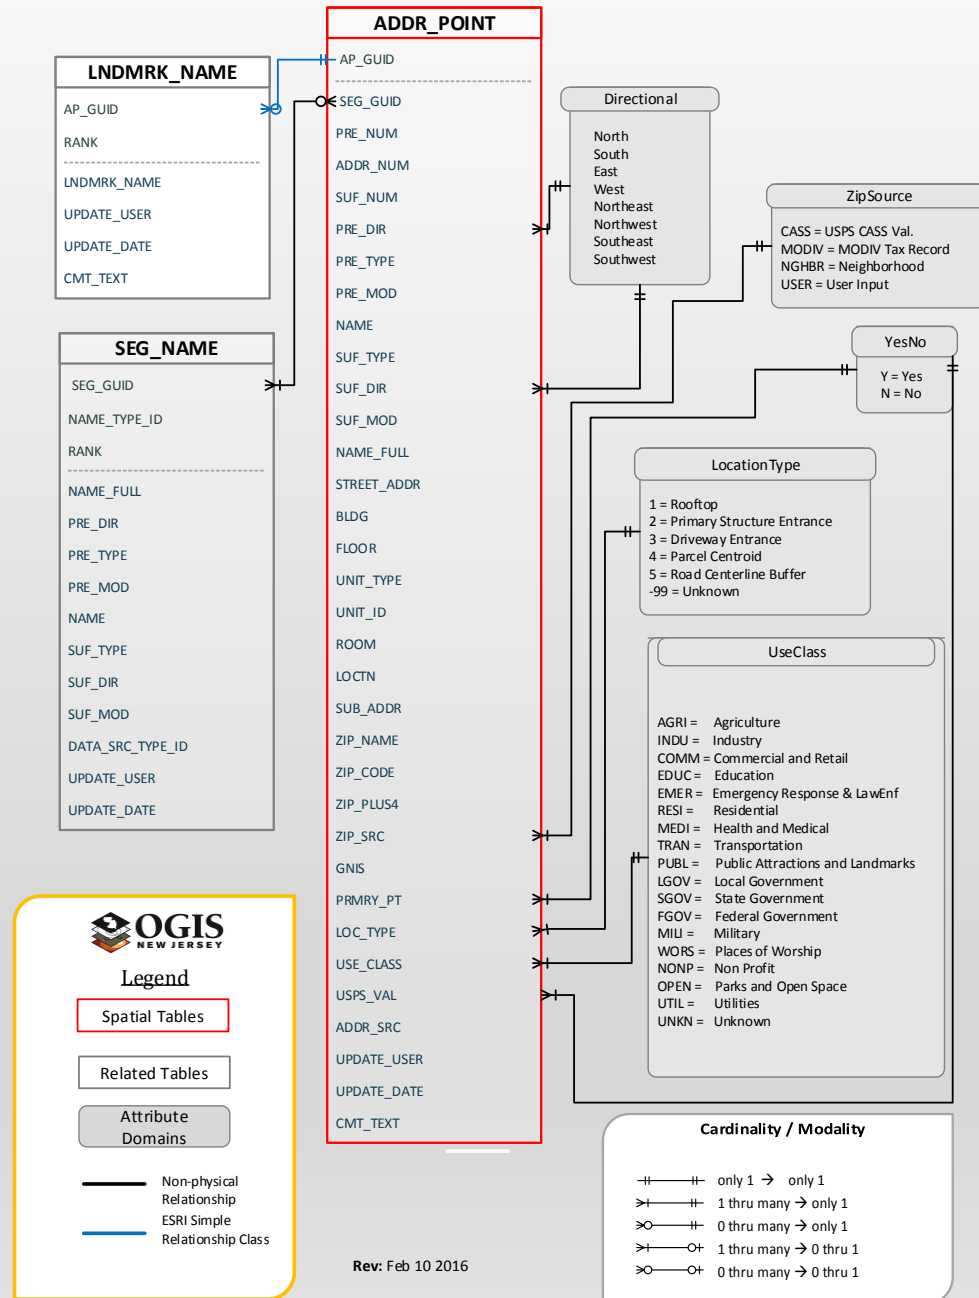 ADDR_POINT
AP_GUID
SEG_GUID
PRE_NUM
ADDR_NUM
SUF_NUM
PRE_DIR
PRE_TYPE
PRE_MOD
NAME
SUF_TYPE
SUF_DIR
SUF_MOD
NAME_FULL
STREET_ADDR
BLDG
FLOOR
UNIT_TYPE
UNIT_ID
ROOM
LOCTN
SUB_ADDR
ZIP_NAME
ZIP_CODE
ZIP_PLUS4
ZIP_SRC
GNIS
PRMRY_PT
LOC_TYPE
USE_CLASS
USPS_VAL
ADDR_SRC
UPDATE_USER
UPDATE_DATE
CMT_TEXT
LNDMRK_NAME
AP_GUID
RANK
LNDMRK_NAME
UPDATE_USER
UPDATE_DATE
CMT_TEXT
SEG_NAME
SEG_GUID
NAME_TYPE_ID
RANK
NAME_FULL
PRE_DIR
PRE_TYPE
PRE_MOD
NAME
SUF_TYPE
SUF_DIR
SUF_MOD
DATA_SRC_TYPE_ID
UPDATE_USER
UPDATE_DATE
Directional
North
South
East
West
Northeast
Northwest
Southeast
Southwest
ZipSource
CASS = USPS CASS Val.
MODIV = MODIV Tax Record
NGHBR = Neighborhood
USER = User Input
YesNo
Y = Yes
N = No
LocationType
1 = Rooftop
2 = Primary Structure Entrance
3 = Driveway Entrance
4 = Parcel Centroid
5 = Road Centerline Buffer
-99 = Unknown
UseClass
AGRI = Agriculture
INDU = Industry
COMM = Commercial and Retail
EDUC = Education
EMER = Emergency Response & LawEnf
RESI = Residential
MEDI = Health and Medical
TRAN = Transportation
PUBL = Public Attractions and Landmarks
LGOV = Local Government
SGOV = State Government
FGOV = Federal Government
MILI = Military
WORS = Places of Worship
NONP = Non Profit
OPEN = Parks and Open Space
UTIL = Utilities
UNKN = Unknown
OGIS
NEW JERSEY
Legend
Spatial Tables
Related Tables
Attribute
Domains
Non-physical
Relationship
ESRI Simple
Relationship Class
Rev: Feb 10 2016
Cardinality / Modality
only 1 → only 1
1 thru many → only 1
0 thru many → only 1
1 thru many → 0 thru 1
0 thru many → 0 thru 1